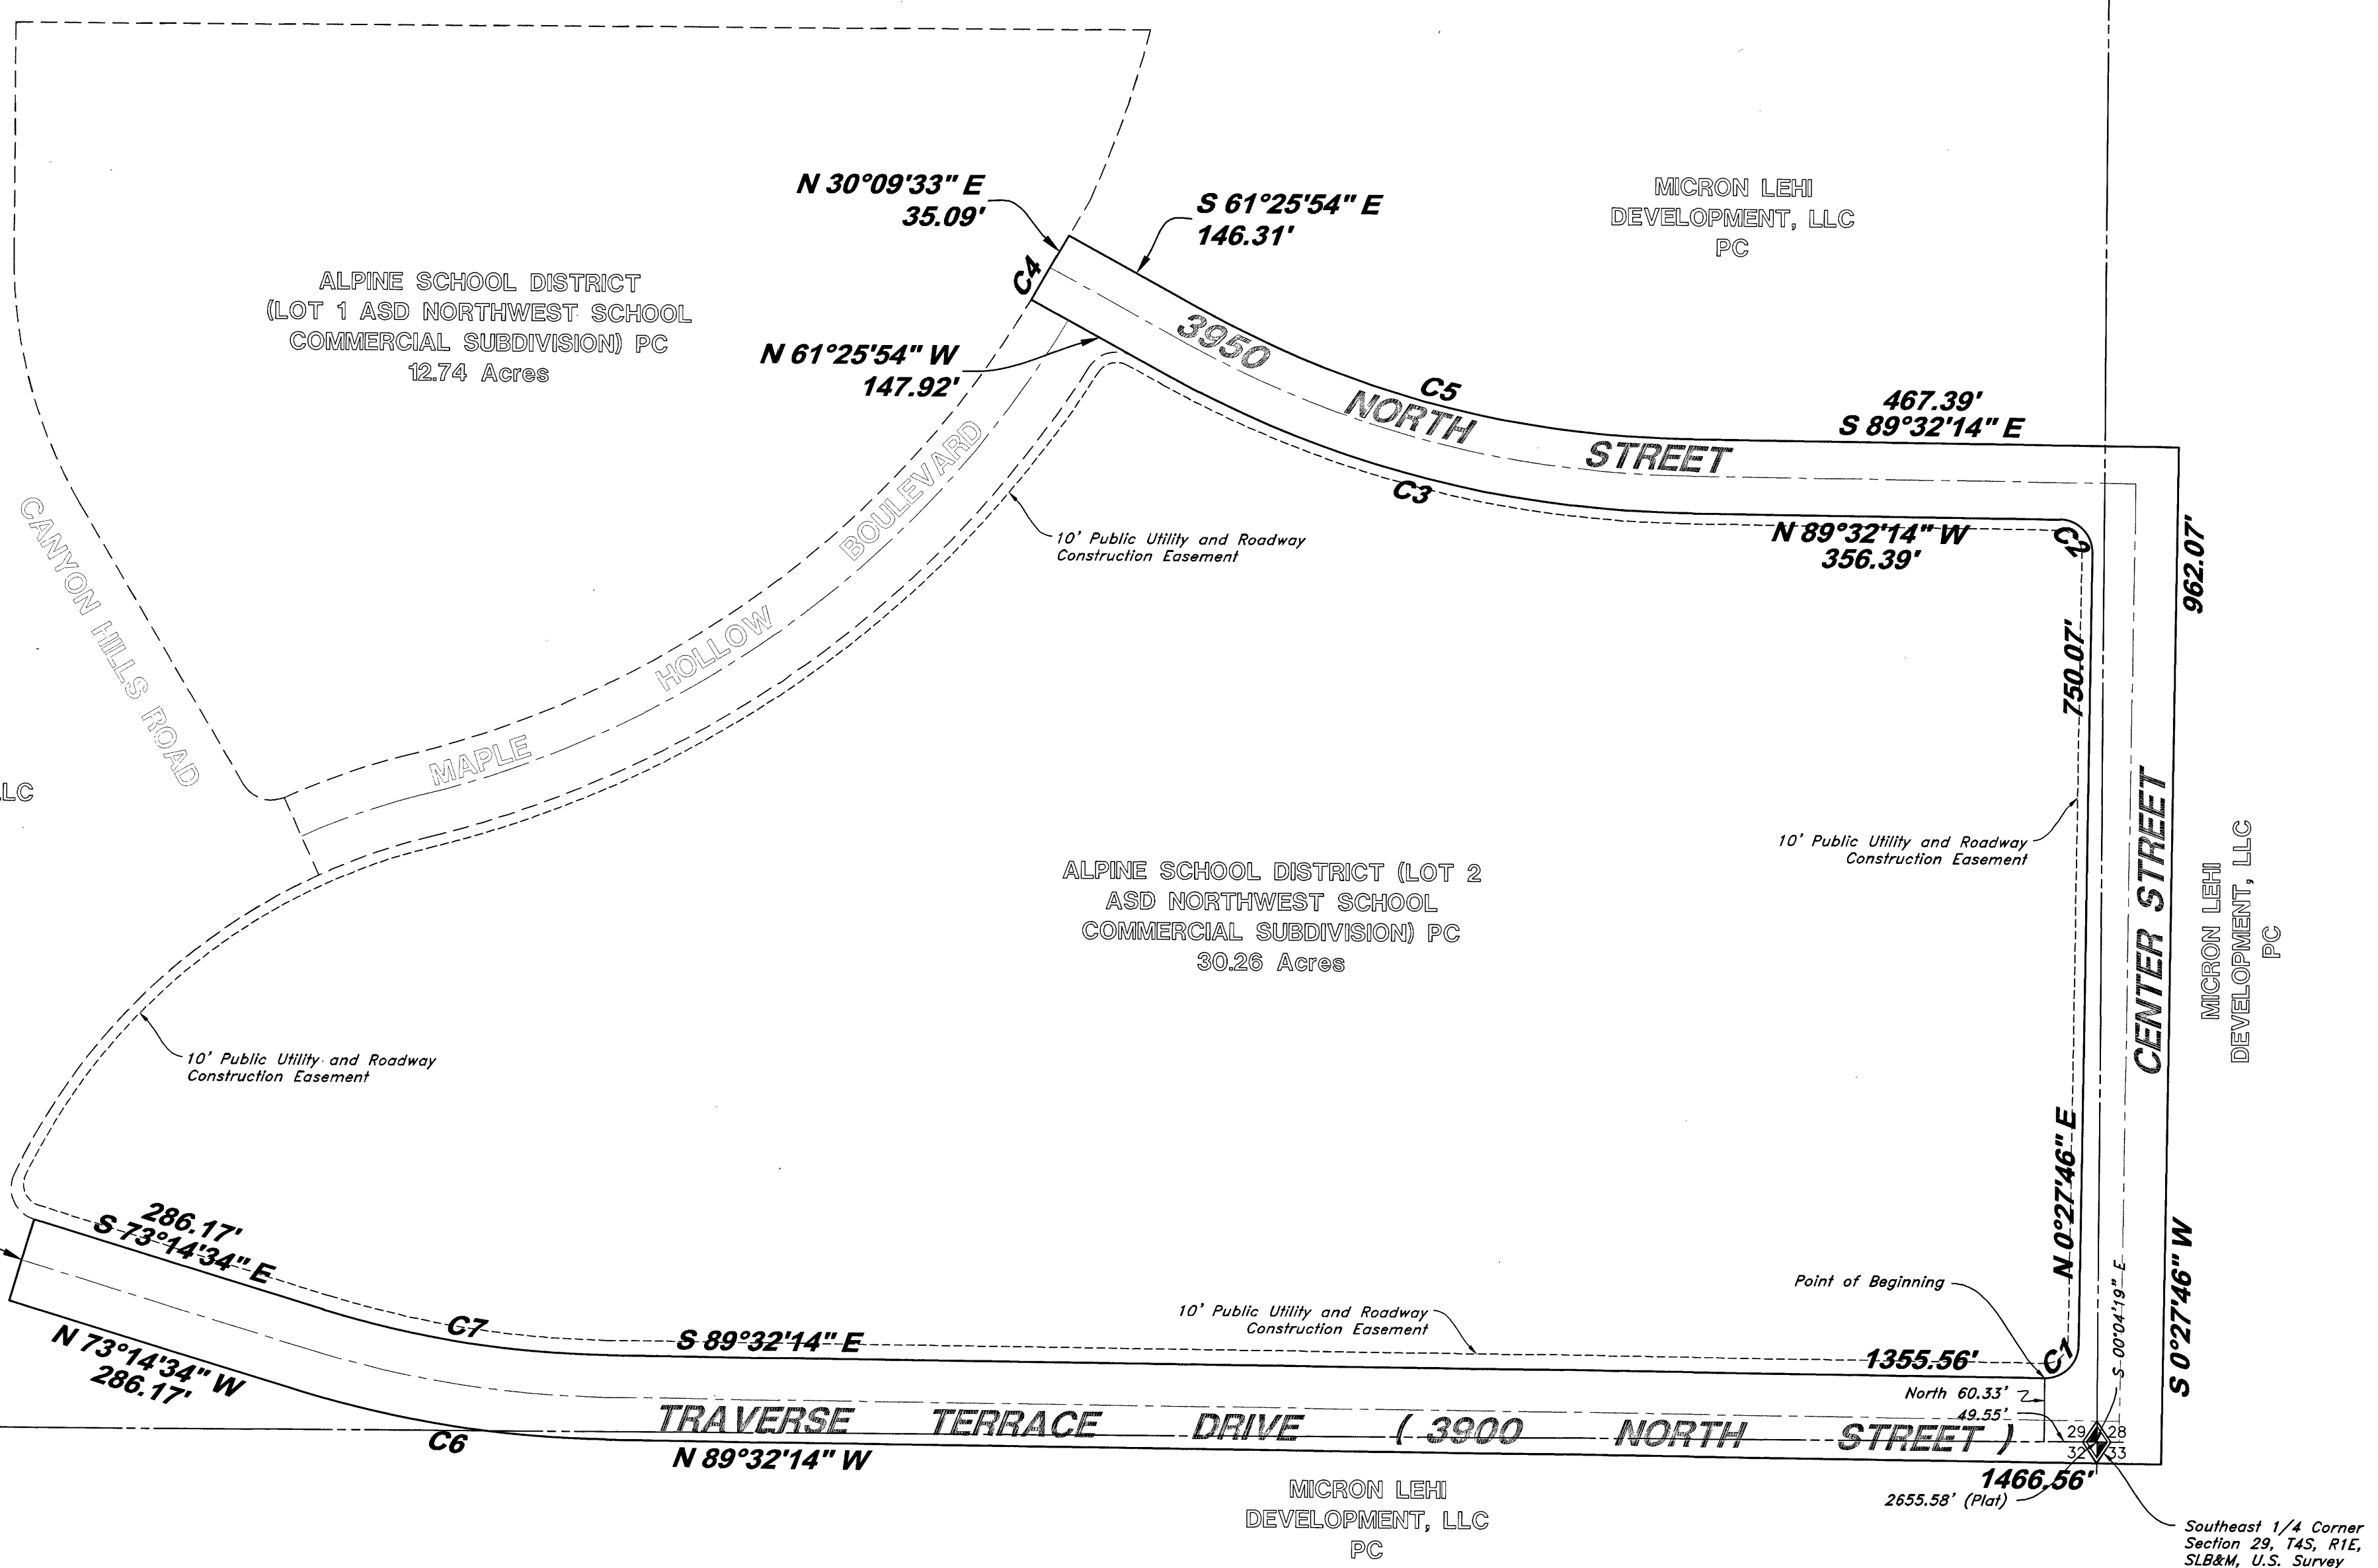 N 30°09'33" E
35.09'
S 61°25'54" E
146.31'
MICRON LEHI
DEVELOPMENT, LLC
PC
C4
ALPINE SCHOOL DISTRICT
(LOT 1 ASD NORTHWEST SCHOOL
COMMERCIAL SUBDIVISION) PC
12.74 Acres
N 61°25'54" W
147.92'
3950 NORTH STREET
C5
467.39'
S 89°32'14" E
C3
N 89°32'14" W
356.39'
C2
962.07'
CANYON HILLS ROAD
MAPLE HOLLOW BOULEVARD
10' Public Utility and Roadway
Construction Easement
750.07'
LC
10' Public Utility and Roadway
Construction Easement
CENTER STREET
MICRON LEHI
DEVELOPMENT, LLC
PC
ALPINE SCHOOL DISTRICT (LOT 2
ASD NORTHWEST SCHOOL
COMMERCIAL SUBDIVISION) PC
30.26 Acres
10' Public Utility and Roadway
Construction Easement
N 0°27'46" E
S 0°27'46" W
S 00°04'19" E
286.17'
S 73°14'34" E
Point of Beginning
10' Public Utility and Roadway
Construction Easement
C7
S 89°32'14" E
1355.56'
C1
N 73°14'34" W
286.17'
North 60.33'
49.55'
TRAVERSE TERRACE DRIVE ( 3900 NORTH STREET )
29 28
32 33
C6
N 89°32'14" W
1466.56'
2655.58' (Plat)
MICRON LEHI
DEVELOPMENT, LLC
PC
Southeast 1/4 Corner
Section 29, T4S, R1E,
SLB&M, U.S. Survey